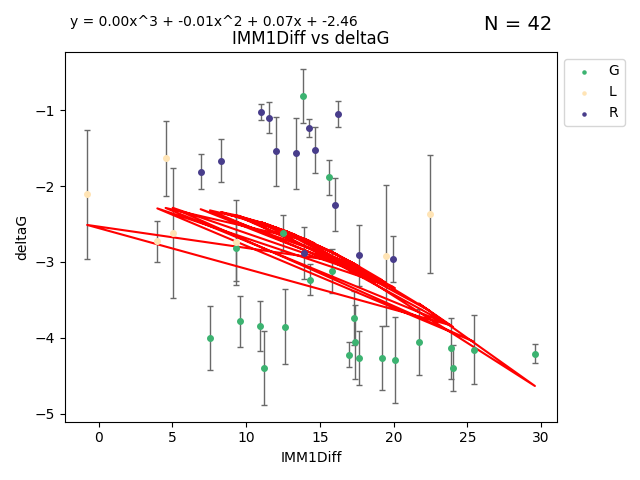 y = 0.00x^3 + -0.01x^2 + 0.07x + -2.46
N = 42
IMM1Diff vs deltaG
G
L
R
deltaG
−1
−2
−3
−4
−5
0 5 10 15 20 25 30
IMM1Diff